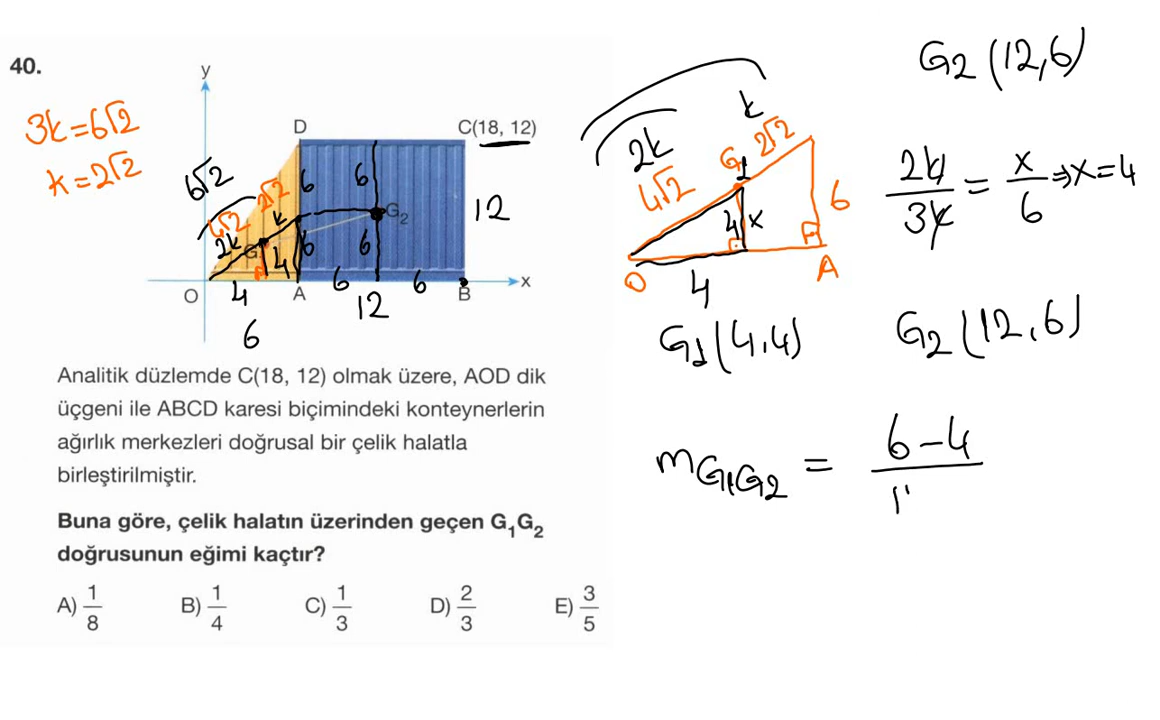 40.
3k=6√2
k=2√2
y
D
C(18, 12)
6√2
4√2
2√2
2k
k
6
6
6
6
4
G2
12
O
4
A
6
6
B
x
12
6
Analitik düzlemde C(18, 12) olmak üzere, AOD dik
üçgeni ile ABCD karesi biçimindeki konteynerlerin
ağırlık merkezleri doğrusal bir çelik halatla
birleştirilmiştir.
Buna göre, çelik halatın üzerinden geçen G₁G₂
doğrusunun eğimi kaçtır?
A) 1/8 B) 1/4 C) 1/3 D) 2/3 E) 3/5
k
2k
G1
2√2
4√2
4
x
6
O
4
A
G2 (12,6)
2k/3k = x/6 ⇒ x=4
G1(4,4)
G2 (12,6)
mG1G2 = 6-4